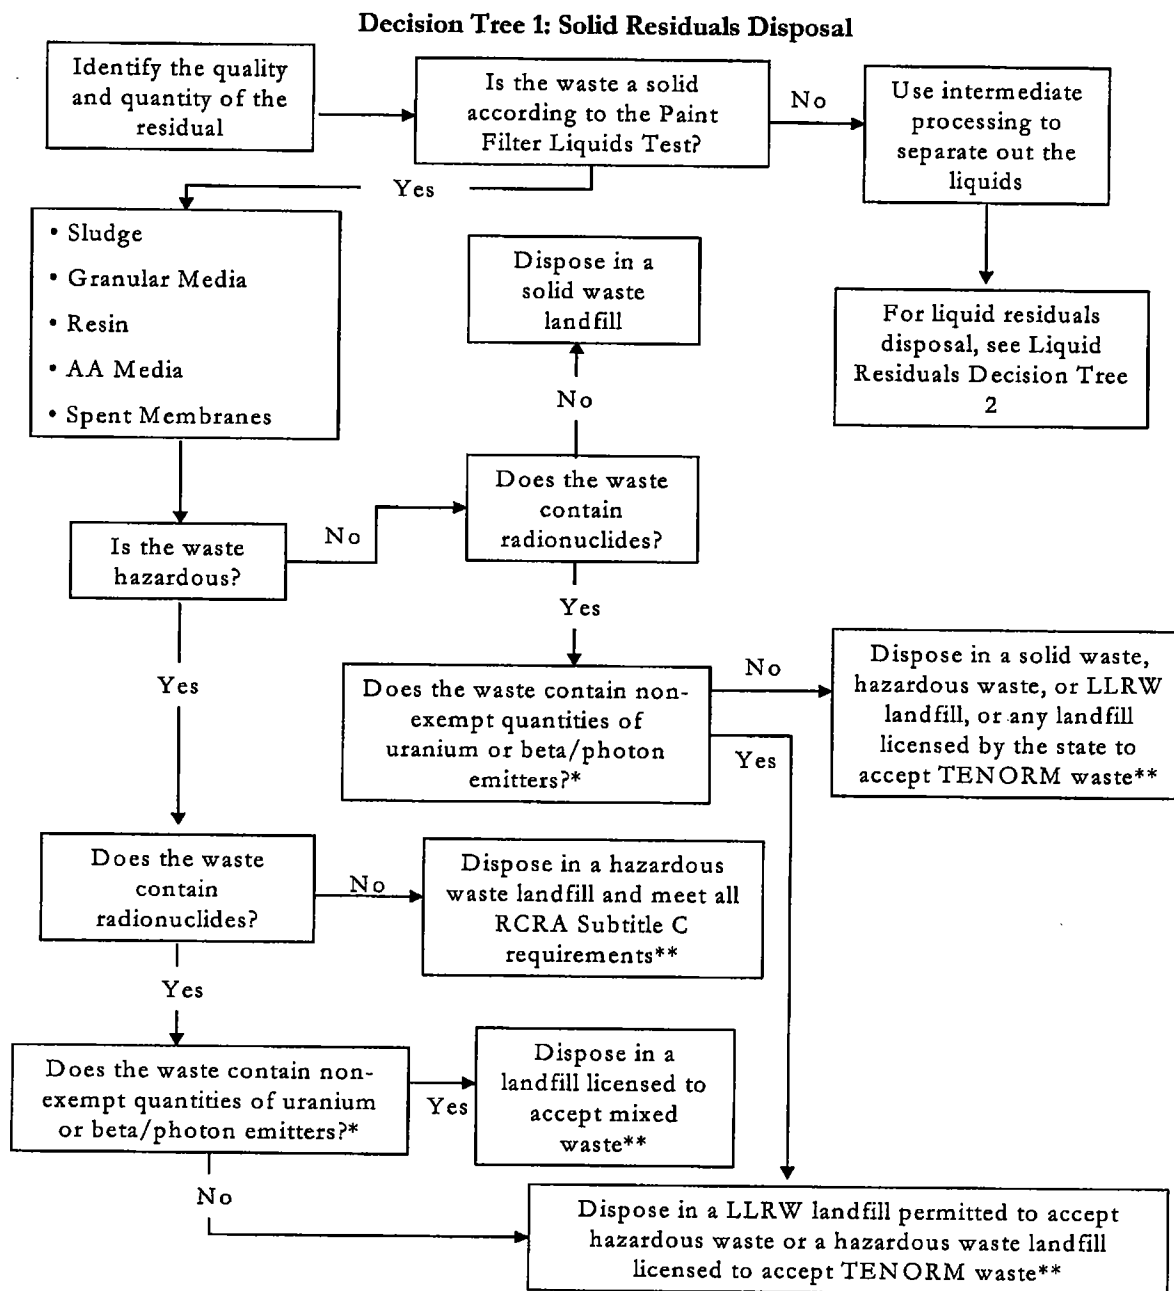 Decision Tree 1: Solid Residuals Disposal
Identify the quality
and quantity of the
residual
Is the waste a solid
according to the Paint
Filter Liquids Test?
No
Use intermediate
processing to
separate out the
liquids
Yes
• Sludge
• Granular Media
• Resin
• AA Media
• Spent Membranes
Dispose in a
solid waste
landfill
For liquid residuals
disposal, see Liquid
Residuals Decision Tree
2
No
Does the waste
contain
radionuclides?
Is the waste
hazardous?
No
Yes
Yes
Does the waste contain non-
exempt quantities of
uranium or beta/photon
emitters?*
No
Yes
Dispose in a solid waste,
hazardous waste, or LLRW
landfill, or any landfill
licensed by the state to
accept TENORM waste**
Does the waste
contain
radionuclides?
No
Dispose in a hazardous
waste landfill and meet all
RCRA Subtitle C
requirements**
Yes
Does the waste contain non-
exempt quantities of uranium
or beta/photon emitters?*
Yes
Dispose in a
landfill licensed to
accept mixed
waste**
No
Dispose in a LLRW landfill permitted to accept
hazardous waste or a hazardous waste landfill
licensed to accept TENORM waste**